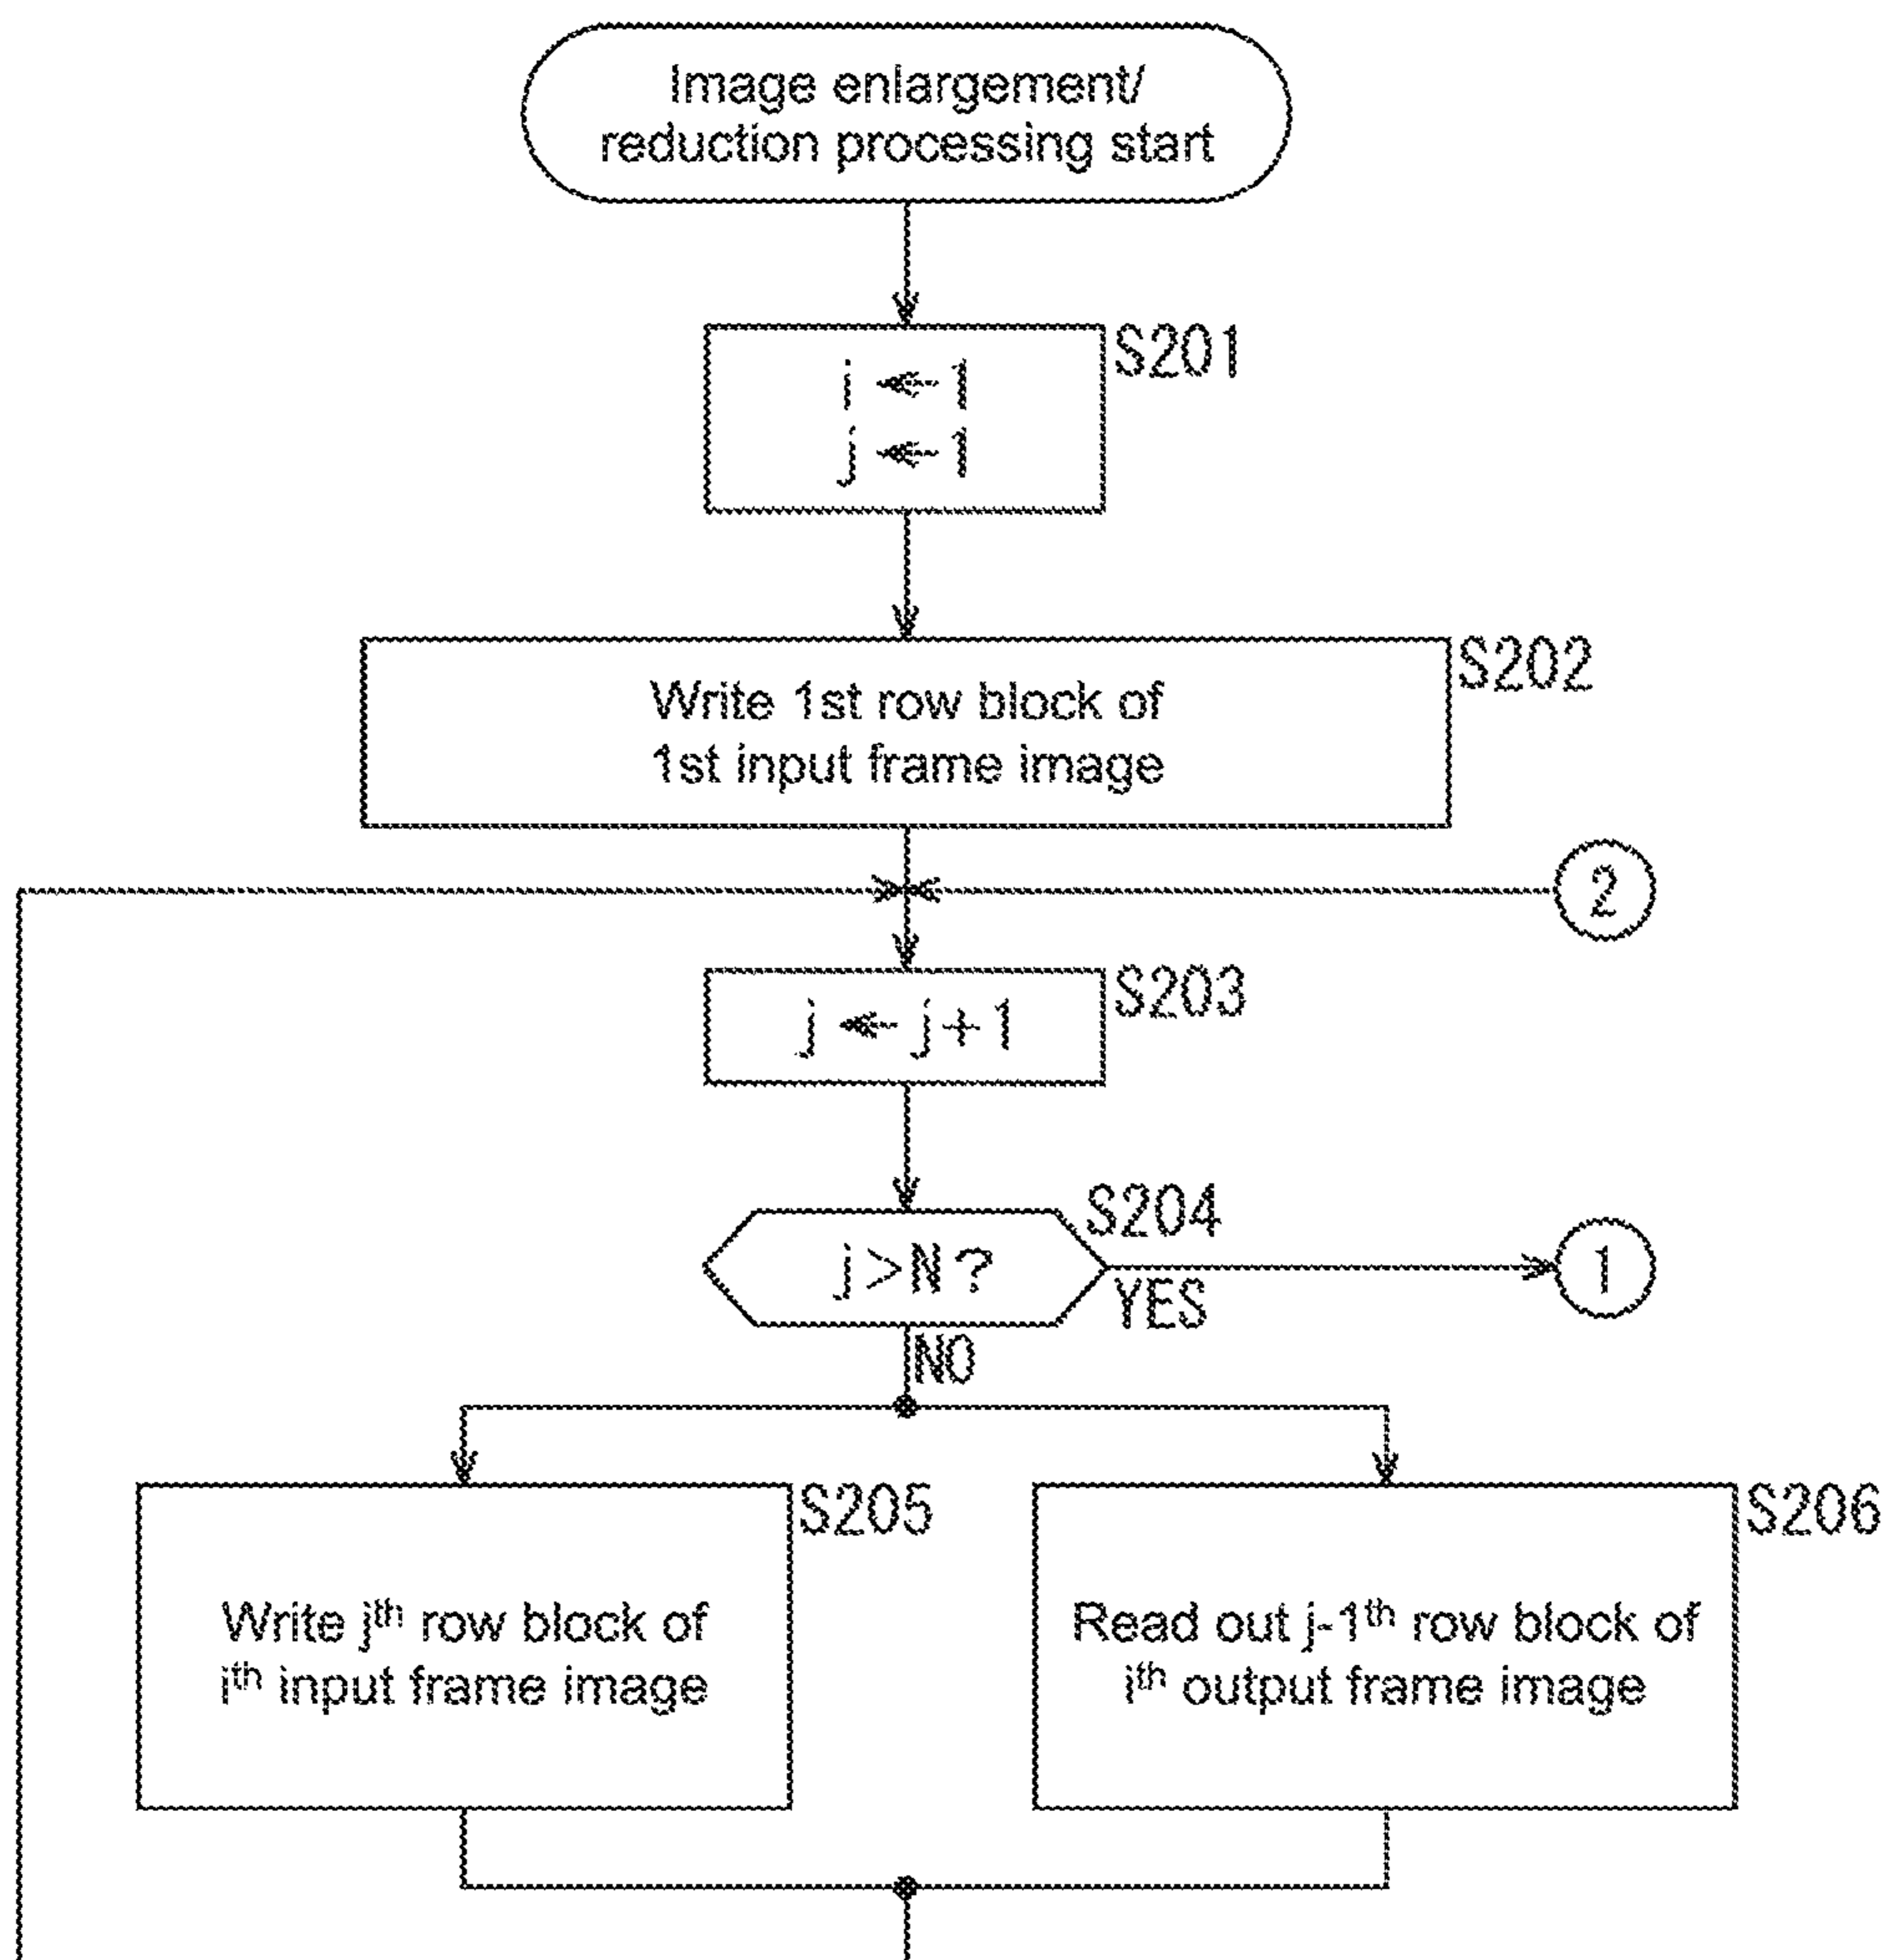 Image enlargement/
reduction processing start
S201
i ← 1
j ← 1
S202
Write 1st row block of
1st input frame image
2
S203
j ← j+1
S204
j>N?
YES
1
NO
S205
Write jth row block of
ith input frame image
S206
Read out j-1th row block of
ith output frame image